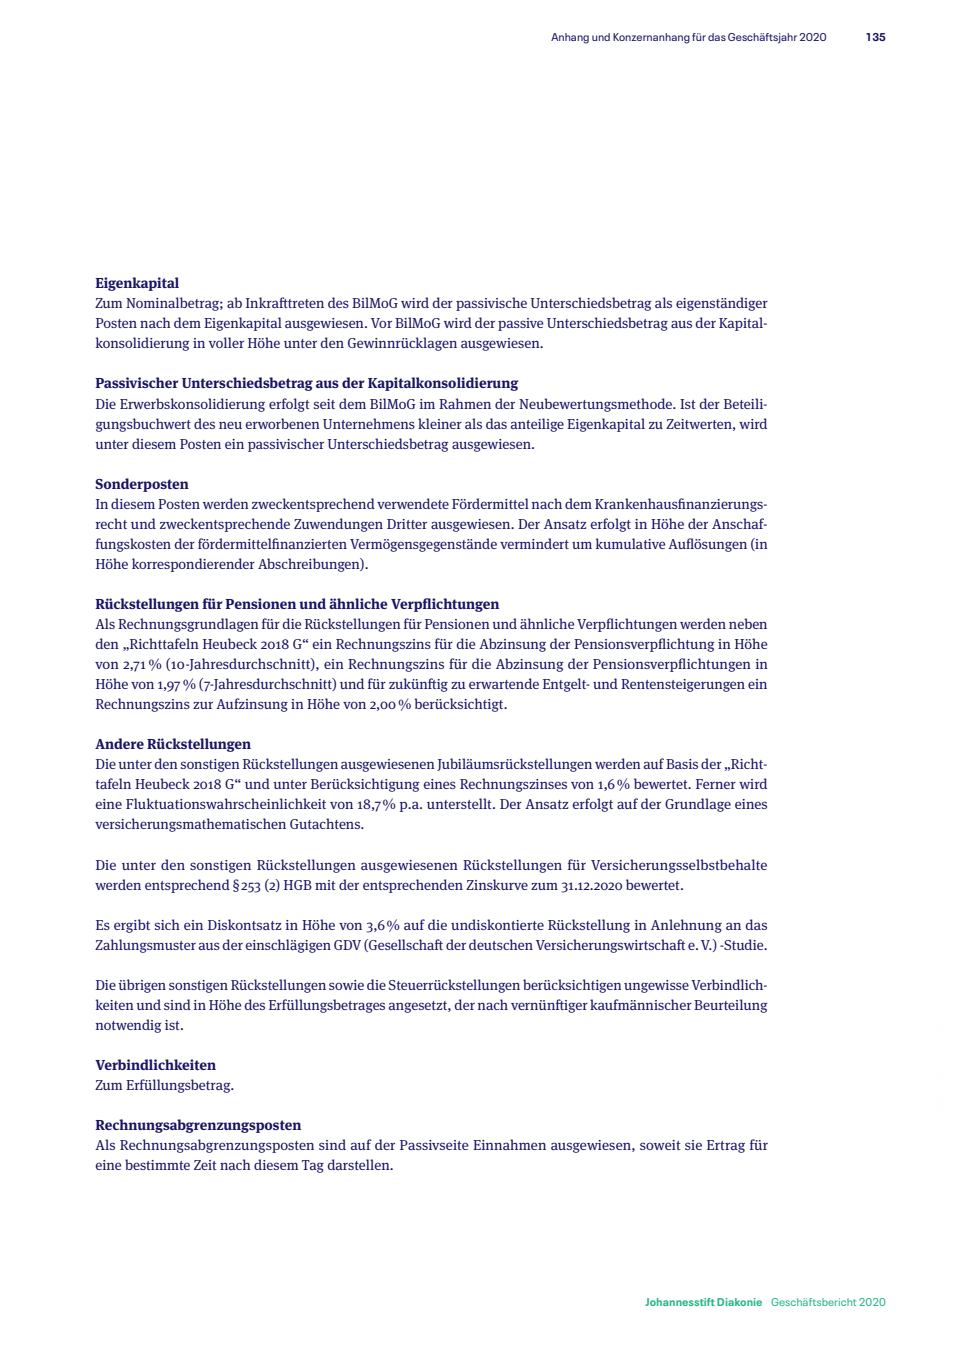 Anhang und Konzernanhang für das Geschäftsjahr 2020 135
Eigenkapital
Zum Nominalbetrag; ab Inkrafttreten des BilMoG wird der passivische Unterschiedsbetrag als eigenständiger
Posten nach dem Eigenkapital ausgewiesen. Vor BilMoG wird der passive Unterschiedsbetrag aus der Kapital-
konsolidierung in voller Höhe unter den Gewinnrücklagen ausgewiesen.
Passivischer Unterschiedsbetrag aus der Kapitalkonsolidierung
Die Erwerbskonsolidierung erfolgt seit dem BilMoG im Rahmen der Neubewertungsmethode. Ist der Beteili-
gungsbuchwert des neu erworbenen Unternehmens kleiner als das anteilige Eigenkapital zu Zeitwerten, wird
unter diesem Posten ein passivischer Unterschiedsbetrag ausgewiesen.
Sonderposten
In diesem Posten werden zweckentsprechend verwendete Fördermittel nach dem Krankenhausfinanzierungs-
recht und zweckentsprechende Zuwendungen Dritter ausgewiesen. Der Ansatz erfolgt in Höhe der Anschaf-
fungskosten der fördermittelfinanzierten Vermögensgegenstände vermindert um kumulative Auflösungen (in
Höhe korrespondierender Abschreibungen).
Rückstellungen für Pensionen und ähnliche Verpflichtungen
Als Rechnungsgrundlagen für die Rückstellungen für Pensionen und ähnliche Verpflichtungen werden neben
den „Richttafeln Heubeck 2018 G“ ein Rechnungszins für die Abzinsung der Pensionsverpflichtung in Höhe
von 2,71 % (10-Jahresdurchschnitt), ein Rechnungszins für die Abzinsung der Pensionsverpflichtungen in
Höhe von 1,97 % (7-Jahresdurchschnitt) und für zukünftig zu erwartende Entgelt- und Rentensteigerungen ein
Rechnungszins zur Aufzinsung in Höhe von 2,00 % berücksichtigt.
Andere Rückstellungen
Die unter den sonstigen Rückstellungen ausgewiesenen Jubiläumsrückstellungen werden auf Basis der „Richt-
tafeln Heubeck 2018 G“ und unter Berücksichtigung eines Rechnungszinses von 1,6 % bewertet. Ferner wird
eine Fluktuationswahrscheinlichkeit von 18,7 % p.a. unterstellt. Der Ansatz erfolgt auf der Grundlage eines
versicherungsmathematischen Gutachtens.
Die unter den sonstigen Rückstellungen ausgewiesenen Rückstellungen für Versicherungsselbstbehalte
werden entsprechend § 253 (2) HGB mit der entsprechenden Zinskurve zum 31.12.2020 bewertet.
Es ergibt sich ein Diskontsatz in Höhe von 3,6 % auf die undiskontierte Rückstellung in Anlehnung an das
Zahlungsmuster aus der einschlägigen GDV (Gesellschaft der deutschen Versicherungswirtschaft e. V.) -Studie.
Die übrigen sonstigen Rückstellungen sowie die Steuerrückstellungen berücksichtigen ungewisse Verbindlich-
keiten und sind in Höhe des Erfüllungsbetrages angesetzt, der nach vernünftiger kaufmännischer Beurteilung
notwendig ist.
Verbindlichkeiten
Zum Erfüllungsbetrag.
Rechnungsabgrenzungsposten
Als Rechnungsabgrenzungsposten sind auf der Passivseite Einnahmen ausgewiesen, soweit sie Ertrag für
eine bestimmte Zeit nach diesem Tag darstellen.
Johannesstift Diakonie Geschäftsbericht 2020